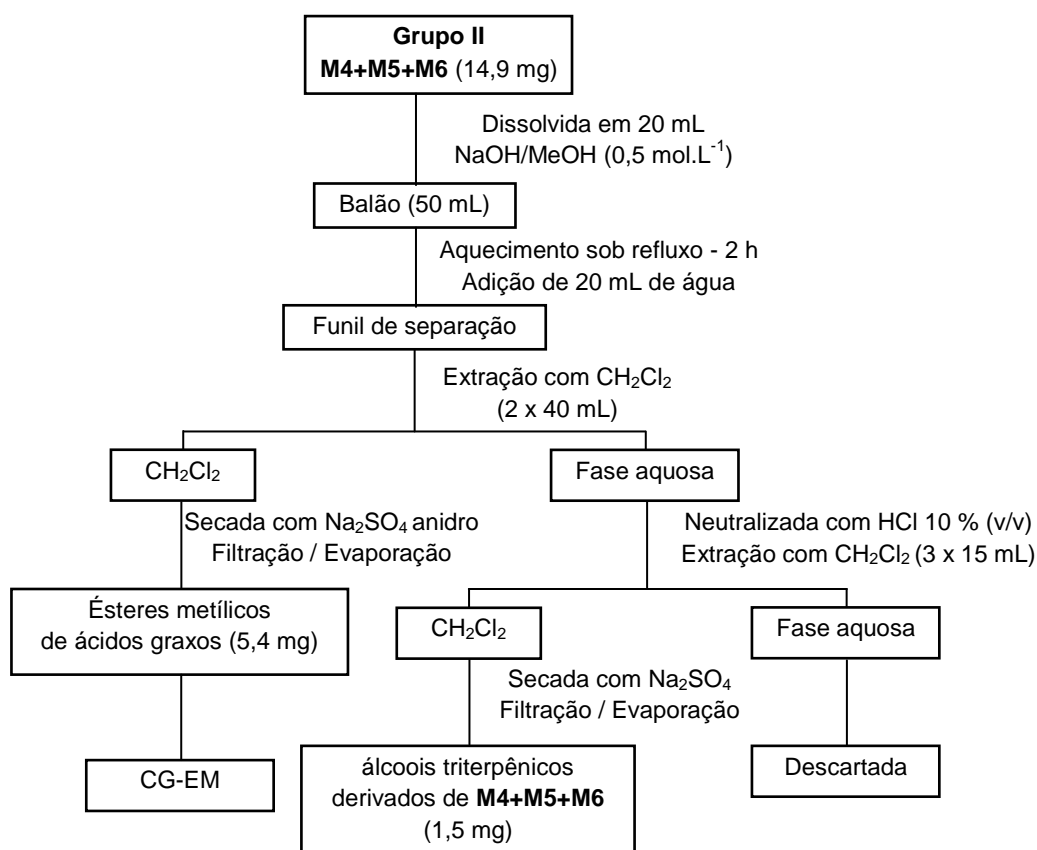 Grupo II
M4+M5+M6 (14,9 mg)
Dissolvida em 20 mL
NaOH/MeOH (0,5 mol.L⁻¹)
Balão (50 mL)
Aquecimento sob refluxo - 2 h
Adição de 20 mL de água
Funil de separação
Extração com CH₂Cl₂
(2 x 40 mL)
CH₂Cl₂
Fase aquosa
Secada com Na₂SO₄ anidro
Filtração / Evaporação
Neutralizada com HCl 10 % (v/v)
Extração com CH₂Cl₂ (3 x 15 mL)
Ésteres metílicos
de ácidos graxos (5,4 mg)
CH₂Cl₂
Fase aquosa
Secada com Na₂SO₄
Filtração / Evaporação
CG-EM
álcoois triterpênicos
derivados de M4+M5+M6
(1,5 mg)
Descartada